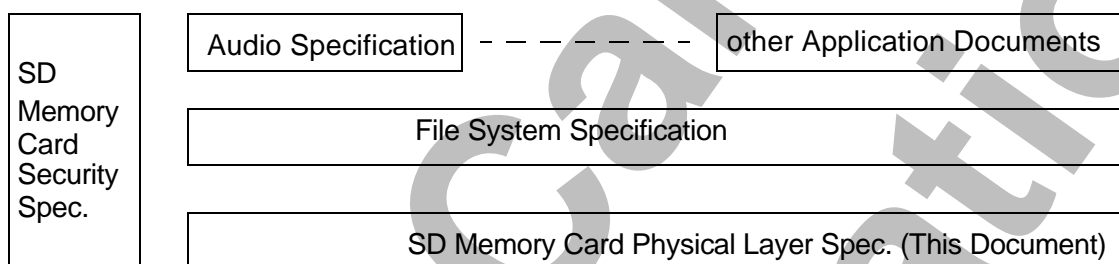 SD
Memory
Card
Security
Spec.
Audio Specification
other Application Documents
File System Specification
SD Memory Card Physical Layer Spec. (This Document)